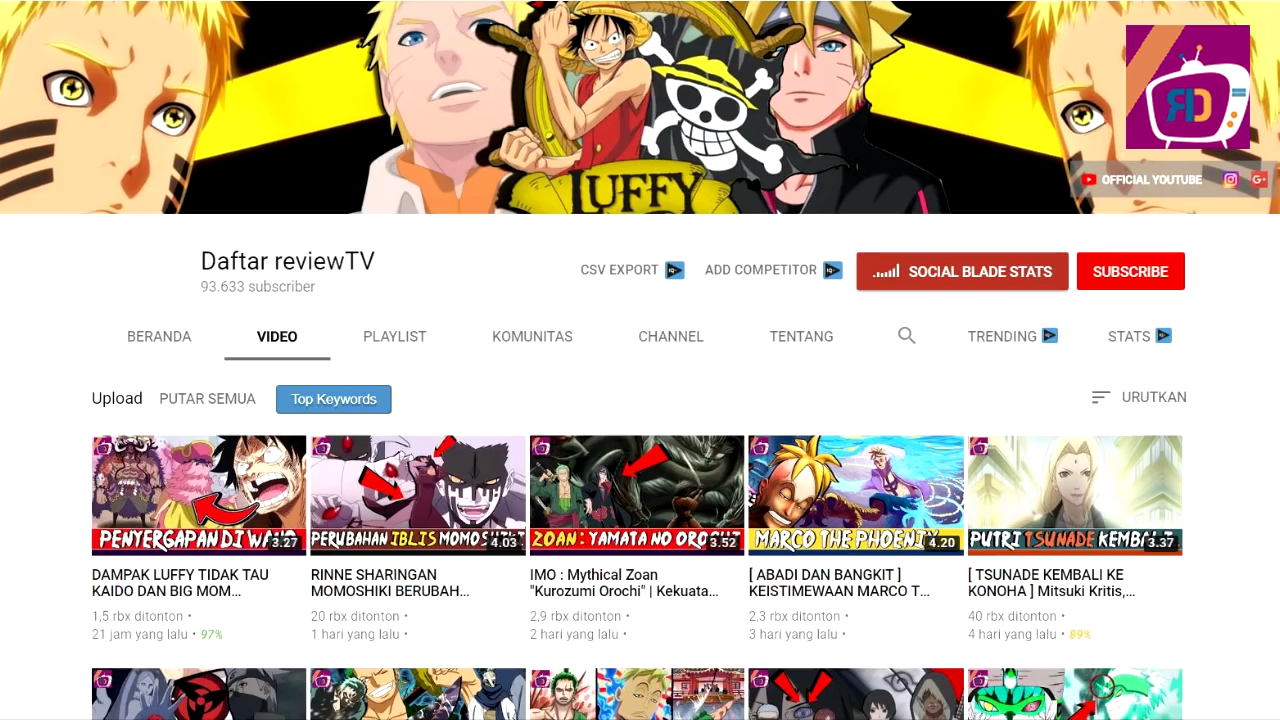 LUFFY
RD
OFFICIAL YOUTUBE
Daftar reviewTV
93.633 subscriber
CSV EXPORT
ADD COMPETITOR
SOCIAL BLADE STATS
SUBSCRIBE
BERANDA
VIDEO
PLAYLIST
KOMUNITAS
CHANNEL
TENTANG
TRENDING
STATS
Upload
PUTAR SEMUA
Top Keywords
URUTKAN
PENYERGAPAN DI
3.27
PERUBAHAN IBLIS
4.03
ZOAN : YAMATA NO
3.52
MARCO THE PHOENIX
4.20
PUTRI TSUNADE
3.37
DAMPAK LUFFY TIDAK TAU
KAIDO DAN BIG MOM...
1,5 rbx ditonton •
21 jam yang lalu • 97%
RINNE SHARINGAN
MOMOSHIKI BERUBAH...
20 rbx ditonton •
1 hari yang lalu •
IMO : Mythical Zoan
"Kurozumi Orochi" | Kekuata...
2,9 rbx ditonton •
2 hari yang lalu •
[ ABADI DAN BANGKIT ]
KEISTIMEWAAN MARCO T...
2,3 rbx ditonton •
3 hari yang lalu •
[ TSUNADE KEMBALI KE
KONOHA ] Mitsuki Kritis,...
40 rbx ditonton •
4 hari yang lalu • 89%